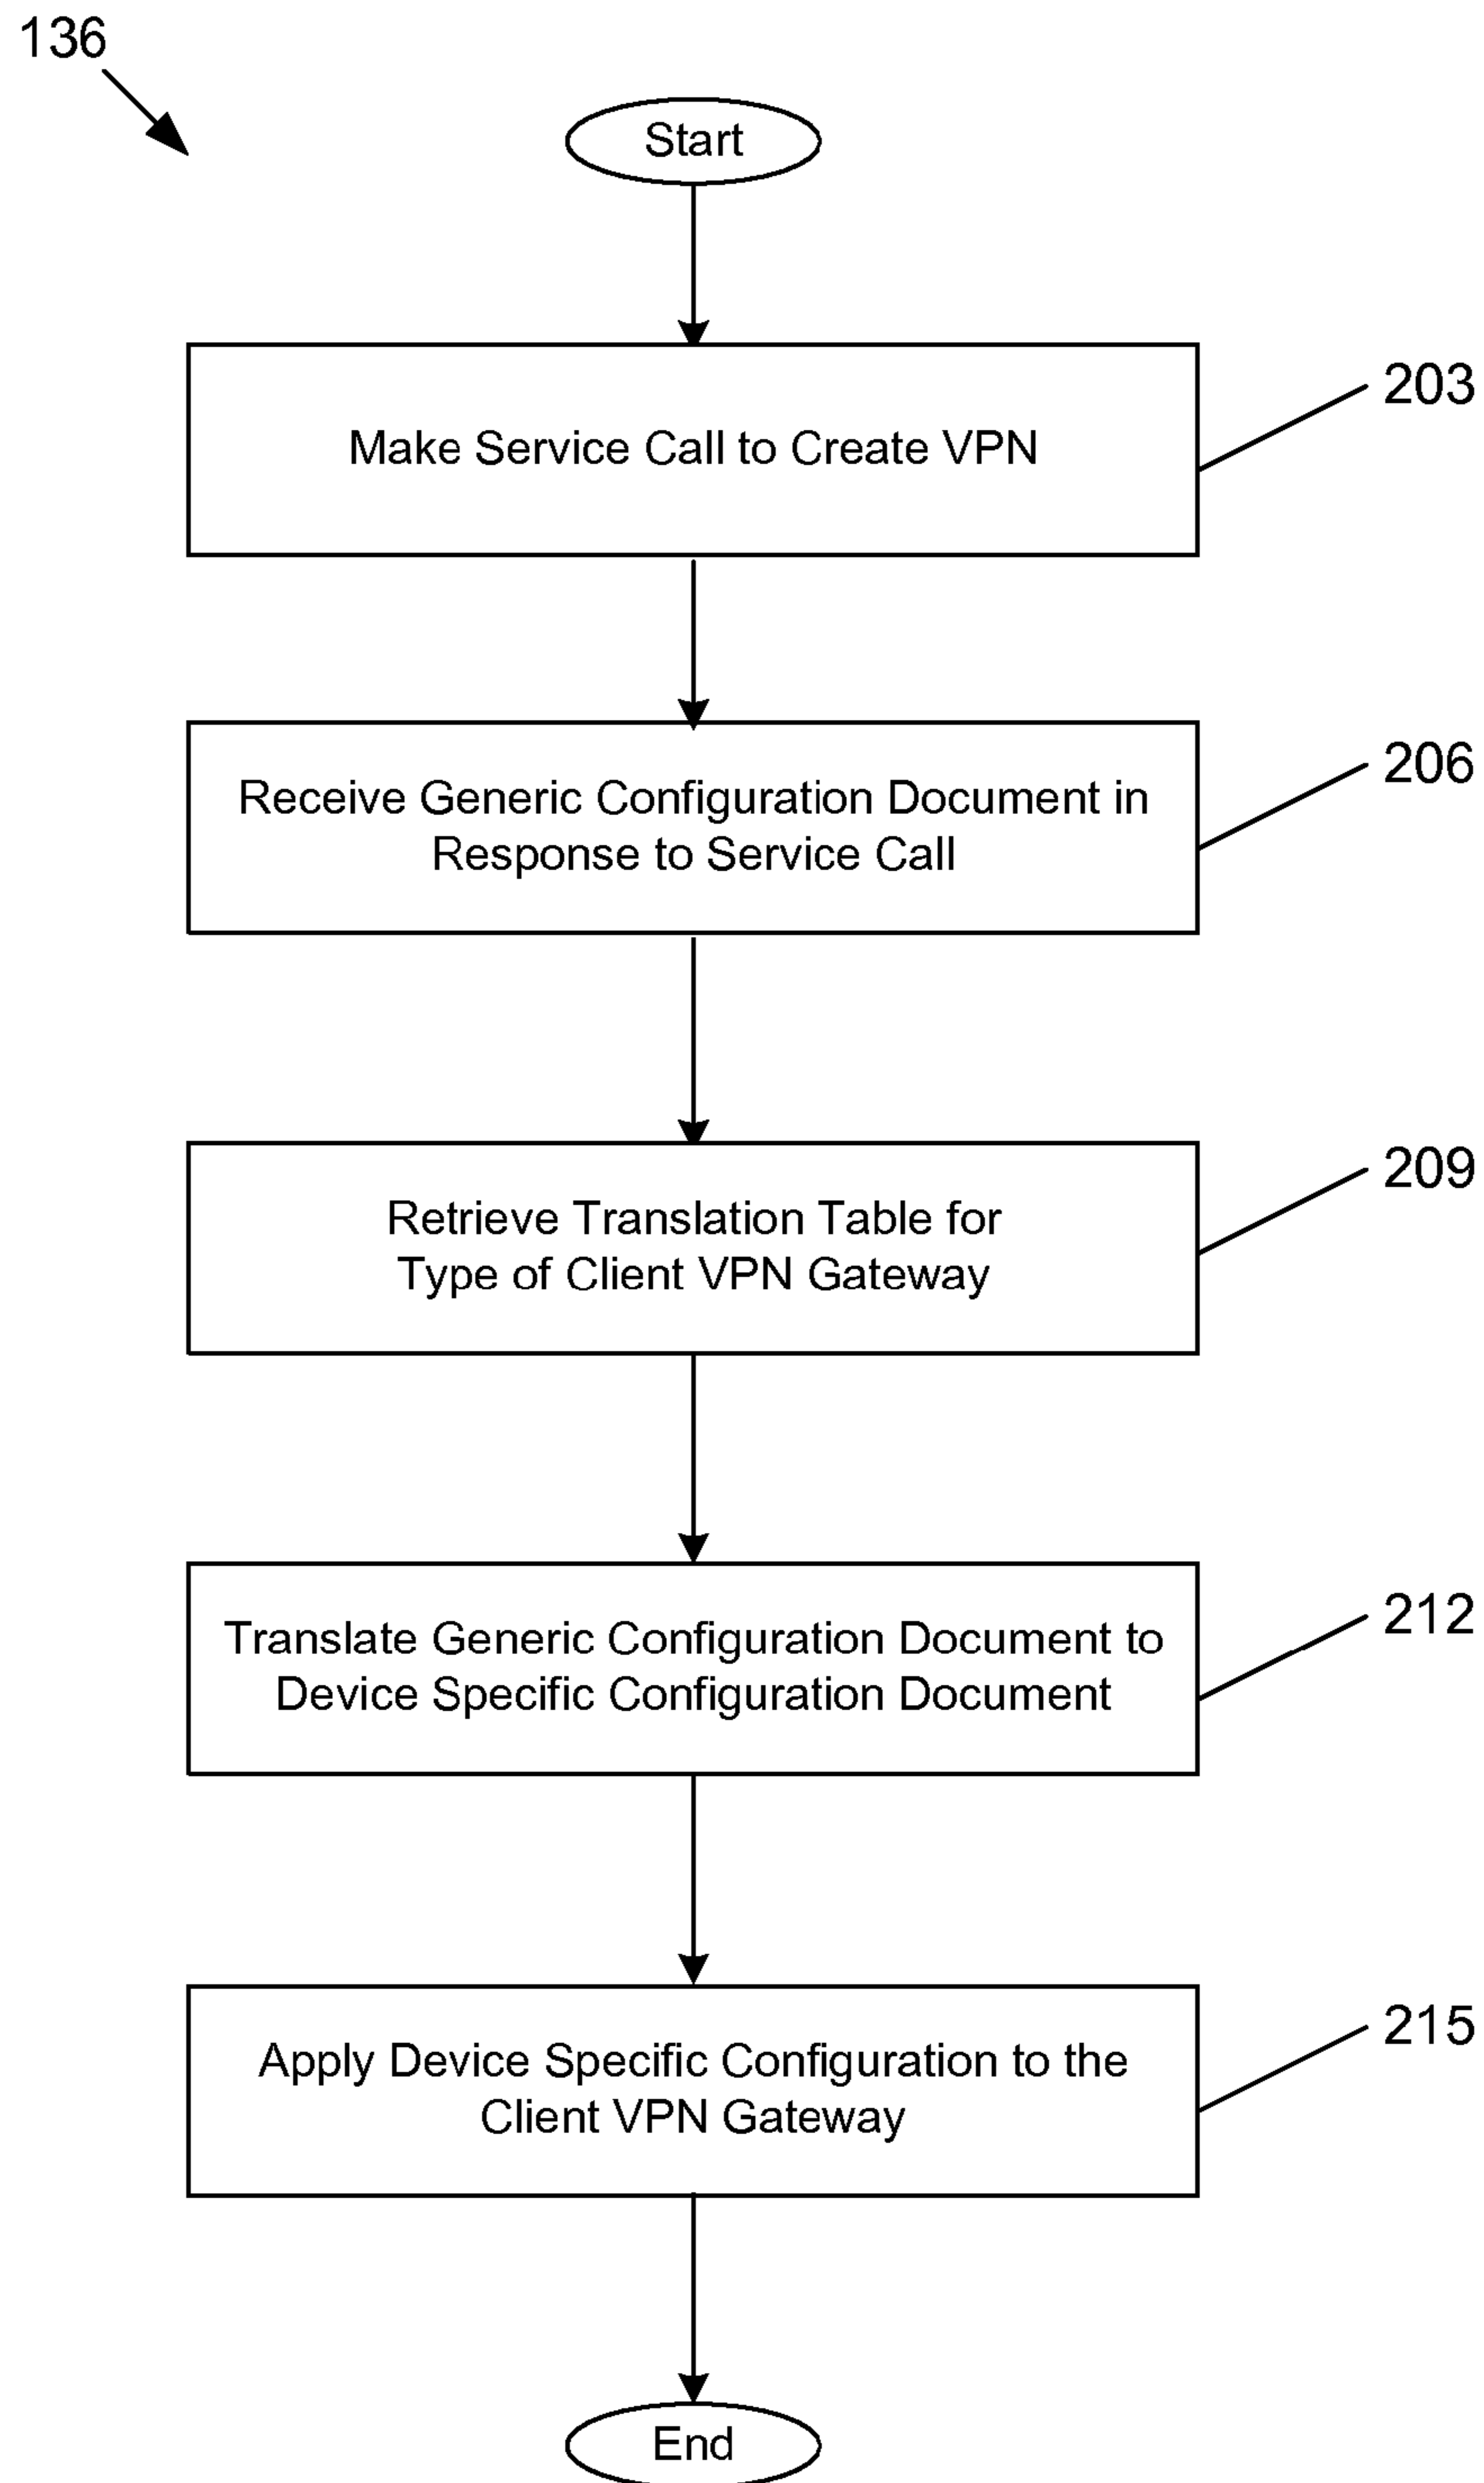 136
Start
Make Service Call to Create VPN
203
Receive Generic Configuration Document in
Response to Service Call
206
Retrieve Translation Table for
Type of Client VPN Gateway
209
Translate Generic Configuration Document to
Device Specific Configuration Document
212
Apply Device Specific Configuration to the
Client VPN Gateway
215
End